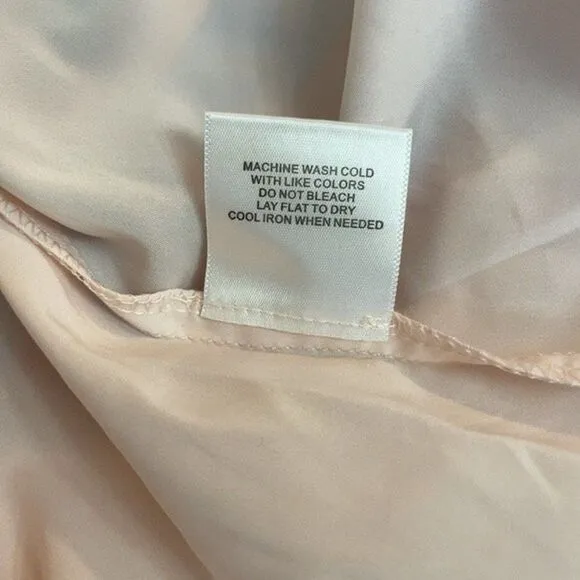 MACHINE WASH COLD
WITH LIKE COLORS
DO NOT BLEACH
LAY FLAT TO DRY
COOL IRON WHEN NEEDED